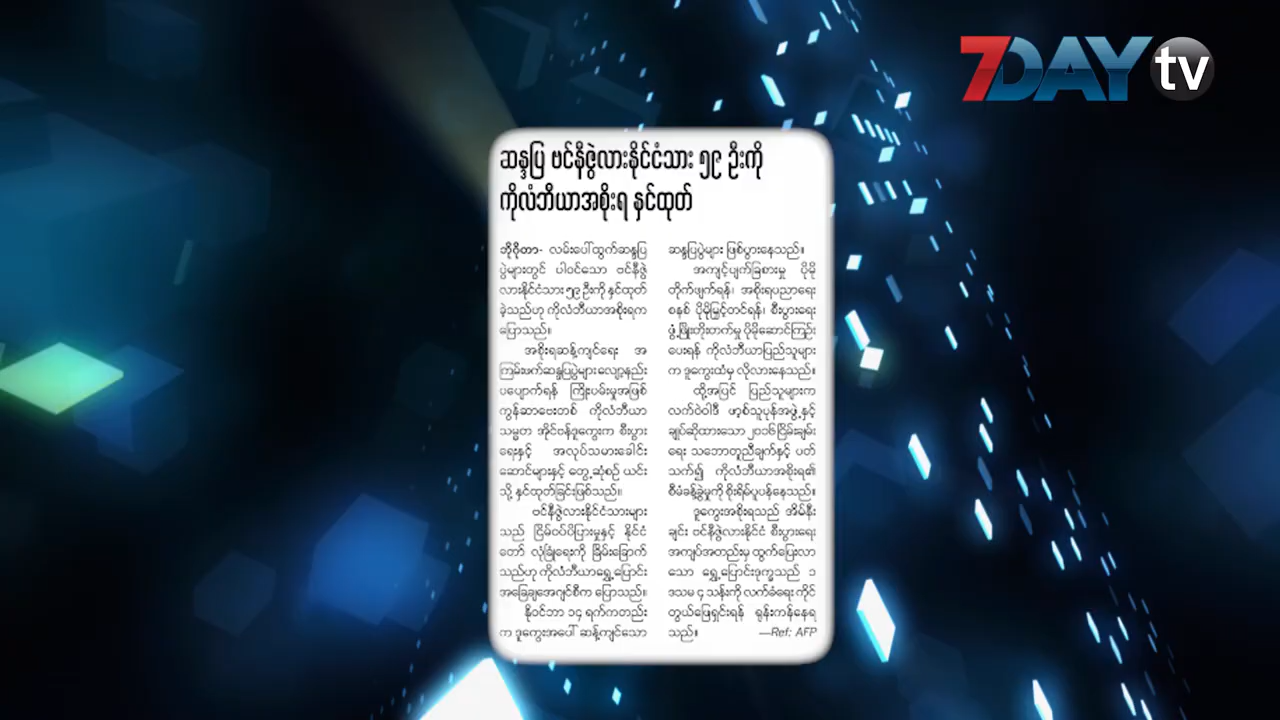 7DAY tv
ဆန္ဒပြ ဗင်နီဇွဲလားနိုင်ငံသား ၅၉ ဦးကို
ကိုလံဘီယာအစိုးရ နှင်ထုတ်
ဘိုဂိုတာ- လမ်းပေါ်ထွက်ဆန္ဒပြ
ပွဲများတွင် ပါဝင်သော ဗင်နီဇွဲ
လားနိုင်ငံသား ၅၉ ဦးကို နှင်ထုတ်
ခဲ့သည်ဟု ကိုလံဘီယာအစိုးရက
ပြောသည်။
အစိုးရဆန့်ကျင်ရေး အ
ကြမ်းဖက်ဆန္ဒပြပွဲများ လျော့နည်း
ပပျောက်ရန် ကြိုးပမ်းမှုအဖြစ်
ကွန်ဆာဗေးတစ် ကိုလံဘီယာ
သမ္မတ အိုင်ဗန်ဒူကွေးက စီးပွား
ရေးနှင့် အလုပ်သမားခေါင်း
ဆောင်များနှင့် တွေ့ဆုံစဉ် ယင်း
သို့ နှင်ထုတ်ခြင်းဖြစ်သည်။
ဗင်နီဇွဲလားနိုင်ငံသားများ
သည် ငြိမ်ဝပ်ပိပြားမှုနှင့် နိုင်ငံ
တော် လုံခြုံရေးကို ခြိမ်းခြောက်
သည်ဟု ကိုလံဘီယာရွှေ့ပြောင်း
အခြေချအေဂျင်စီက ပြောသည်။
နိုဝင်ဘာ ၁၄ ရက်ကတည်း
က ဒူကွေးအပေါ် ဆန့်ကျင်သော
ဆန္ဒပြပွဲများ ဖြစ်ပွားနေသည်။
အကျင့်ပျက်ခြစားမှု ပိုမို
တိုက်ဖျက်ရန်၊ အစိုးရပညာရေး
စနစ် ပိုမိုမြှင့်တင်ရန်၊ စီးပွားရေး
ဖွံ့ဖြိုးတိုးတက်မှု ပိုမိုဆောင်ကြဉ်း
ပေးရန် ကိုလံဘီယာပြည်သူများ
က ဒူကွေးထံမှ လိုလားနေသည်။
ထို့အပြင် ပြည်သူများက
လက်ဝဲဝါဒီ ဖာ့စ်သူပုန်အဖွဲ့နှင့်
ချုပ်ဆိုထားသော ၂၀၁၆ ငြိမ်းချမ်း
ရေး သဘောတူညီချက်နှင့် ပတ်
သက်၍ ကိုလံဘီယာအစိုးရ၏
စီမံခန့်ခွဲမှုကို စိုးရိမ်ပူပန်နေသည်။
ဒူကွေးအစိုးရသည် အိမ်နီး
ချင်း ဗင်နီဇွဲလားနိုင်ငံ စီးပွားရေး
အကျပ်အတည်းမှ ထွက်ပြေးလာ
သော ရွှေ့ပြောင်းဒုက္ခသည် ၁
ဒသမ ၄ သန်းကို လက်ခံရေး ကိုင်
တွယ်ဖြေရှင်းရန် ရုန်းကန်နေရ
သည်။ —Ref: AFP